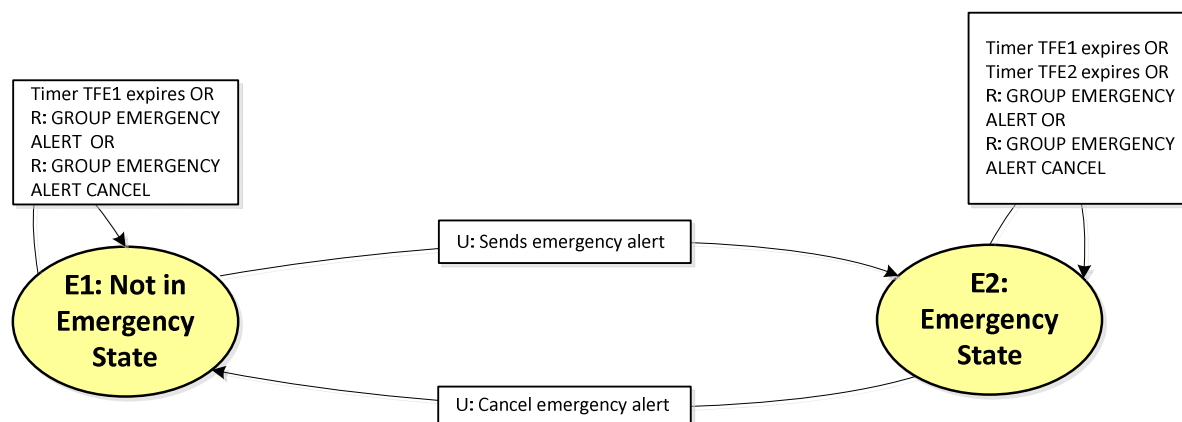 Timer TFE1 expires OR
R: GROUP EMERGENCY
ALERT OR
R: GROUP EMERGENCY
ALERT CANCEL
Timer TFE1 expires OR
Timer TFE2 expires OR
R: GROUP EMERGENCY
ALERT OR
R: GROUP EMERGENCY
ALERT CANCEL
U: Sends emergency alert
E1: Not in
Emergency
State
E2:
Emergency
State
U: Cancel emergency alert